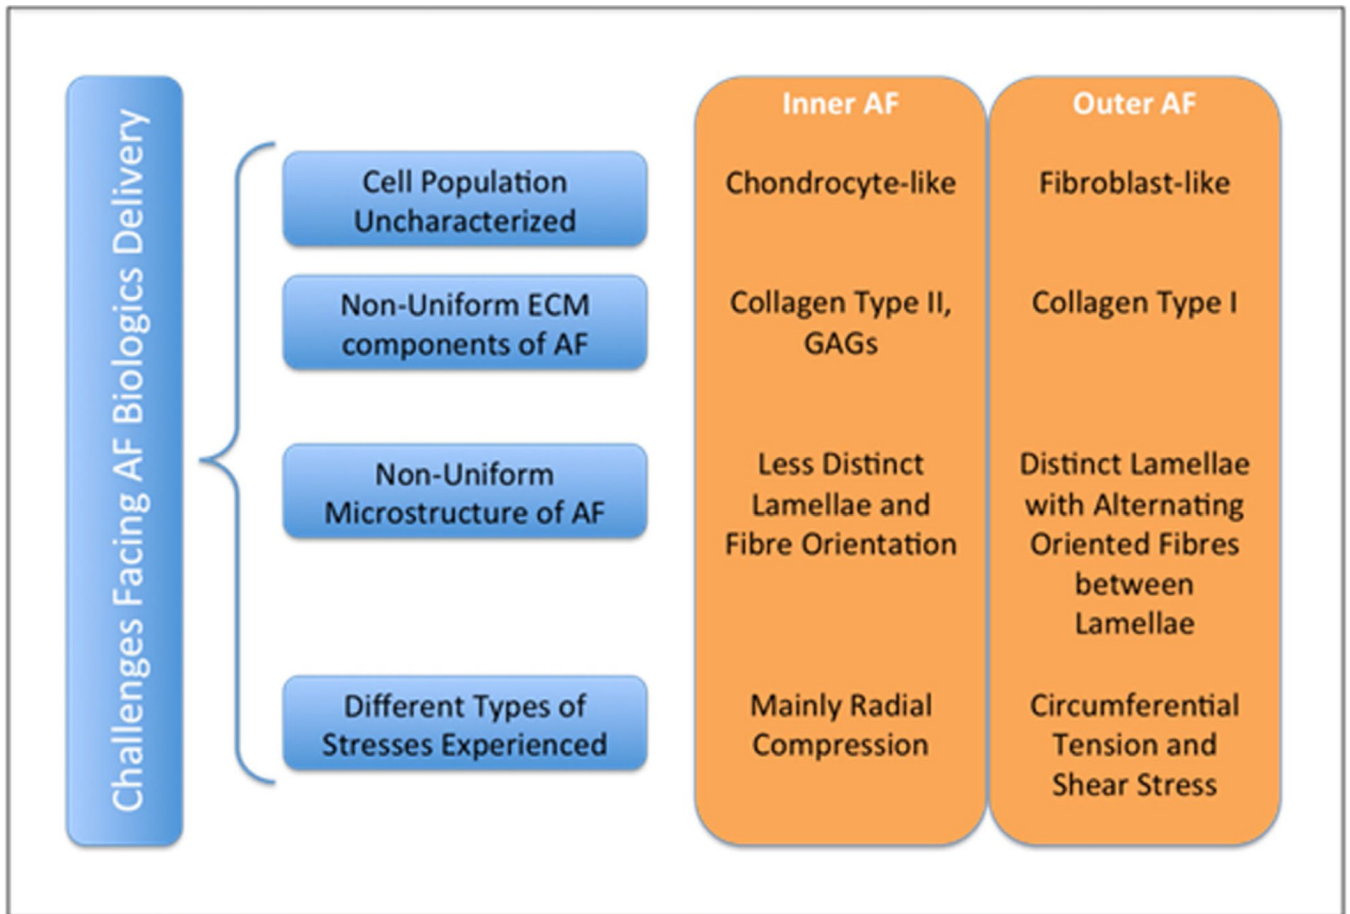 Challenges Facing AF Biologics Delivery
Inner AF
Outer AF
Cell Population
Uncharacterized
Chondrocyte-like
Fibroblast-like
Non-Uniform ECM
components of AF
Collagen Type II,
GAGs
Collagen Type I
Non-Uniform
Microstructure of AF
Less Distinct
Lamellae and
Fibre Orientation
Distinct Lamellae
with Alternating
Oriented Fibres
between
Lamellae
Different Types of
Stresses Experienced
Mainly Radial
Compression
Circumferential
Tension and
Shear Stress